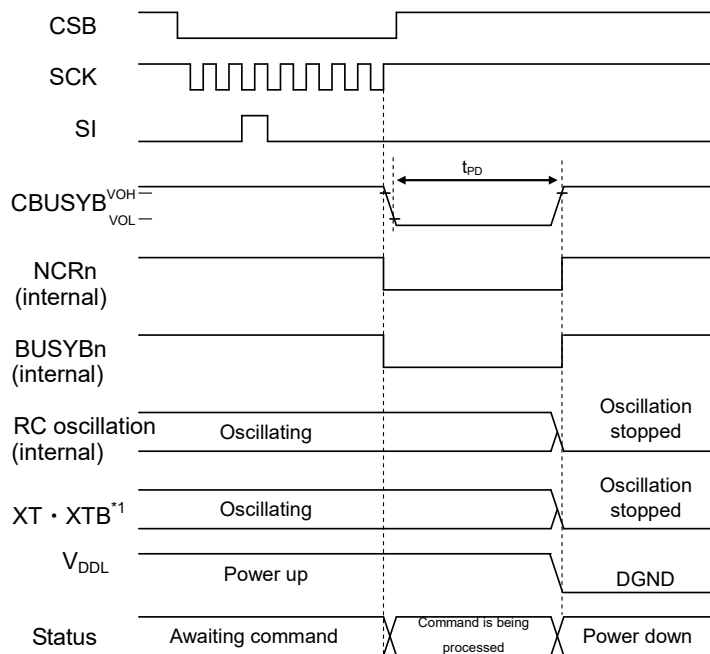 CSB
SCK
SI
tPD
CBUSYB VOH
VOL
NCRn
(internal)
BUSYBn
(internal)
RC oscillation
(internal)
Oscillating
Oscillation
stopped
XT・XTB*1
Oscillating
Oscillation
stopped
VDDL
Power up
DGND
Status
Awaiting command
Command is being
processed
Power down